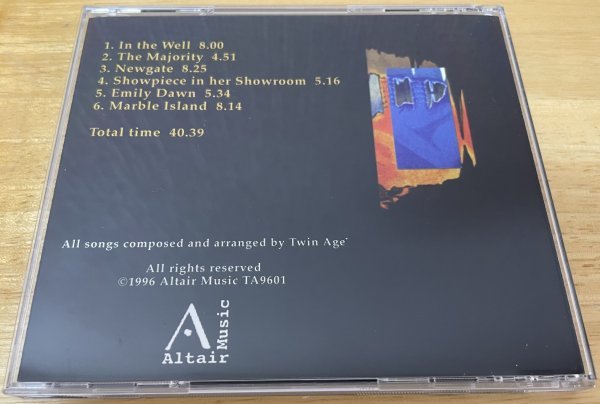 1. In the Well 8.00
2. The Majority 4.51
3. Newgate 8.25
4. Showpiece in her Showroom 5.16
5. Emily Dawn 5.34
6. Marble Island 8.14
Total time 40.39
All songs composed and arranged by Twin Age
All rights reserved
©1996 Altair Music TA9601
A
Altair
Music